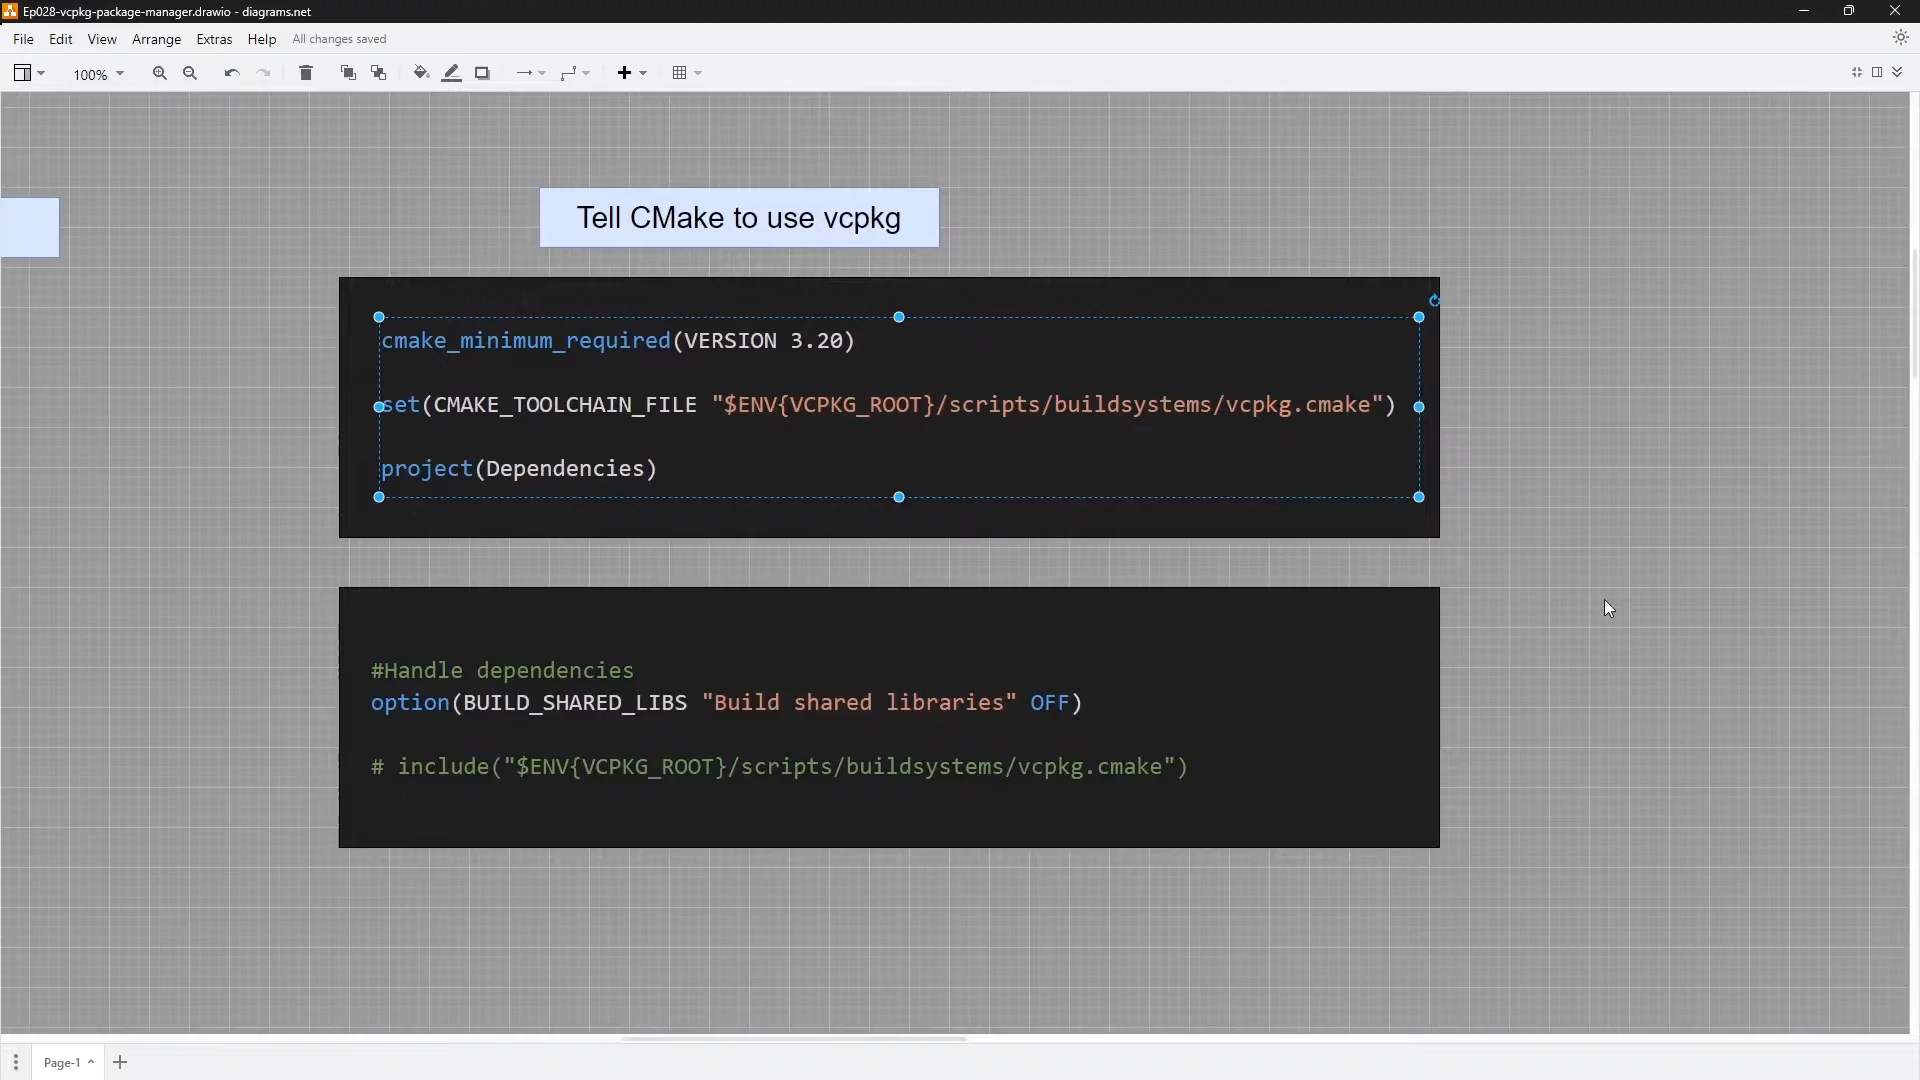 Ep028-vcpkg-package-manager.drawio - diagrams.net
File Edit View Arrange Extras Help All changes saved
100%
Tell CMake to use vcpkg
cmake_minimum_required(VERSION 3.20)
set(CMAKE_TOOLCHAIN_FILE "$ENV{VCPKG_ROOT}/scripts/buildsystems/vcpkg.cmake")
project(Dependencies)
#Handle dependencies
option(BUILD_SHARED_LIBS "Build shared libraries" OFF)
# include("$ENV{VCPKG_ROOT}/scripts/buildsystems/vcpkg.cmake")
Page-1